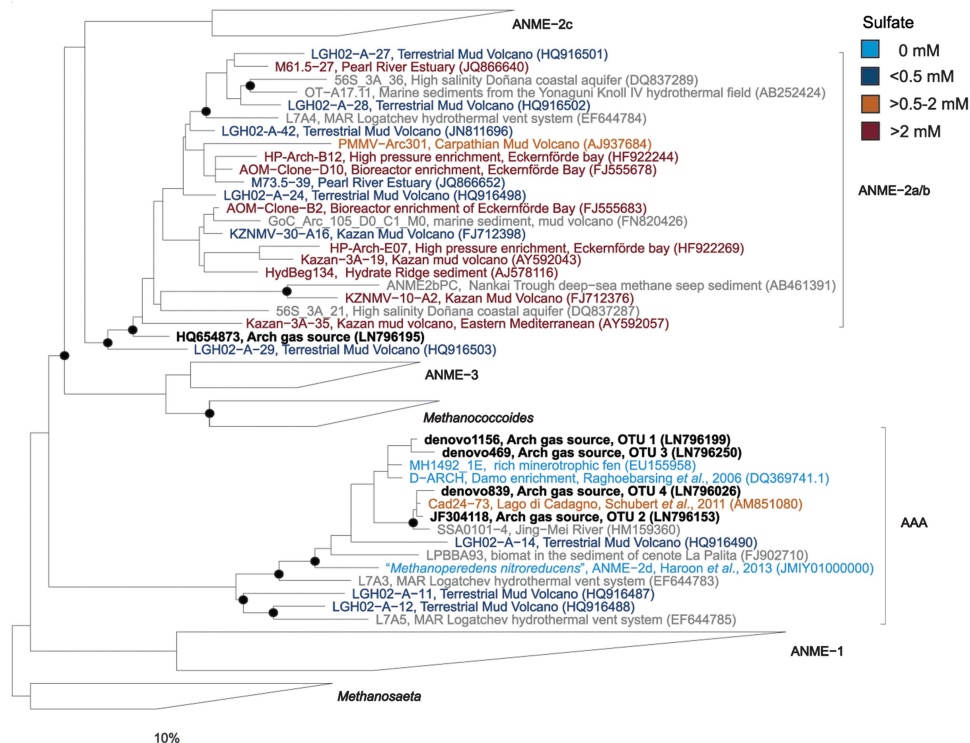 ANME-2c
Sulfate
0 mM
<0.5 mM
>0.5-2 mM
>2 mM
LGH02-A-27, Terrestrial Mud Volcano (HQ916501)
M61.5-27, Pearl River Estuary (JQ866640)
56S_3A_36, High salinity Doñana coastal aquifer (DQ837289)
OT-A17.11, Marine sediments from the Yonaguni Knoll IV hydrothermal field (AB252424)
LGH02-A-28, Terrestrial Mud Volcano (HQ916502)
L7A4, MAR Logatchev hydrothermal vent system (EF644784)
LGH02-A-42, Terrestrial Mud Volcano (JN811696)
PMMV-Arc301, Carpathian Mud Volcano (AJ937684)
HP-Arch-B12, High pressure enrichment, Eckernförde bay (HF922244)
AOM-Clone-D10, Bioreactor enrichment, Eckernförde Bay (FJ555678)
M73.5-39, Pearl River Estuary (JQ866652)
ANME-2a/b
LGH02-A-24, Terrestrial Mud Volcano (HQ916498)
AOM-Clone-B2, Bioreactor enrichment of Eckernförde Bay (FJ555683)
GoC_Arc_105_D0_C1_M0, marine sediment, mud volcano (FN820426)
KZNMV-30-A16, Kazan Mud Volcano (FJ712398)
HP-Arch-E07, High pressure enrichment, Eckernförde bay (HF922269)
Kazan-3A-19, Kazan mud volcano (AY592043)
HydBeg134, Hydrate Ridge sediment (AJ578116)
ANME2bPC, Nankai Trough deep-sea methane seep sediment (AB461391)
KZNMV-10-A2, Kazan Mud Volcano (FJ712376)
56S_3A_21, High salinity Doñana coastal aquifer (DQ837287)
Kazan-3A-35, Kazan mud volcano, Eastern Mediterranean (AY592057)
HQ654873, Arch gas source (LN796195)
LGH02-A-29, Terrestrial Mud Volcano (HQ916503)
ANME-3
Methanococcoides
denovo1156, Arch gas source, OTU 1 (LN796199)
denovo469, Arch gas source, OTU 3 (LN796250)
MH1492_1E, rich minerotrophic fen (EU155958)
D-ARCH, Damo enrichment, Raghoebarsing et al., 2006 (DQ369741.1)
denovo839, Arch gas source, OTU 4 (LN796026)
Cad24-73, Lago di Cadagno, Schubert et al., 2011 (AM851080)
JF304118, Arch gas source, OTU 2 (LN796153)
AAA
SSA0101-4, Jing-Mei River (HM159360)
LGH02-A-14, Terrestrial Mud Volcano (HQ916490)
LPBBA93, biomat in the sediment of cenote La Palita (FJ902710)
"Methanoperedens nitroreducens", ANME-2d, Haroon et al., 2013 (JMIY01000000)
L7A3, MAR Logatchev hydrothermal vent system (EF644783)
LGH02-A-11, Terrestrial Mud Volcano (HQ916487)
LGH02-A-12, Terrestrial Mud Volcano (HQ916488)
L7A5, MAR Logatchev hydrothermal vent system (EF644785)
ANME-1
Methanosaeta
10%